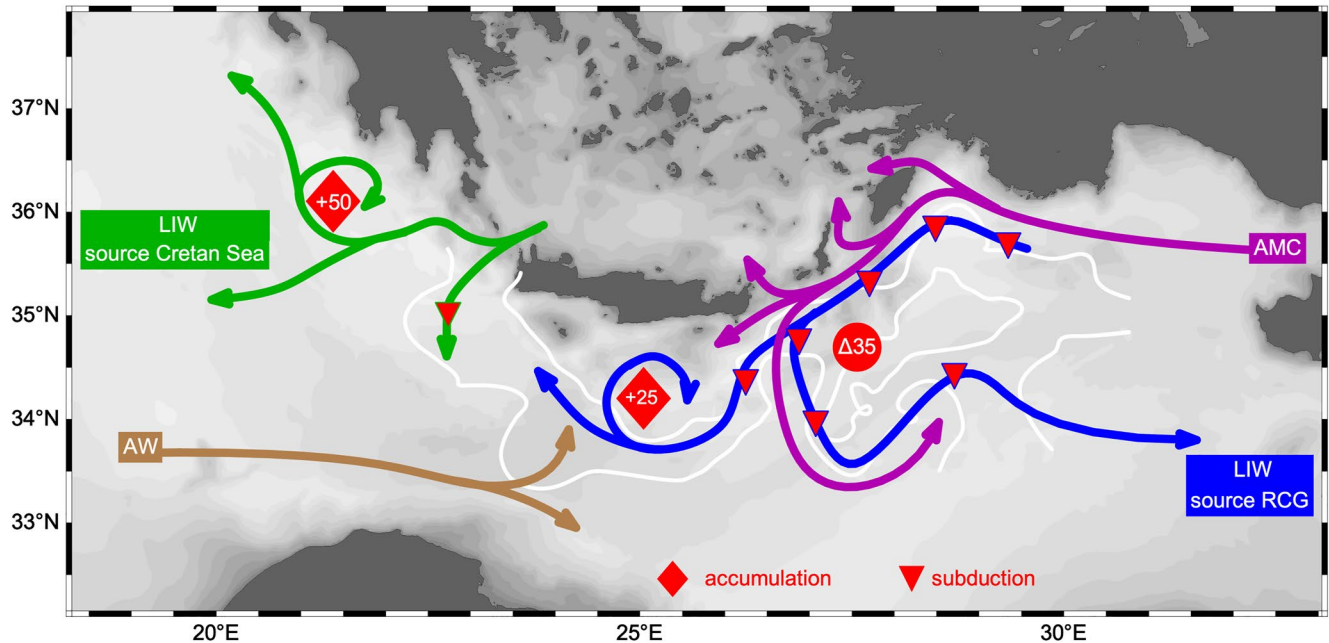 37°N
36°N
35°N
34°N
33°N
+50
LIW
source Cretan Sea
AMC
Δ35
+25
AW
LIW
source RCG
accumulation
subduction
20°E
25°E
30°E